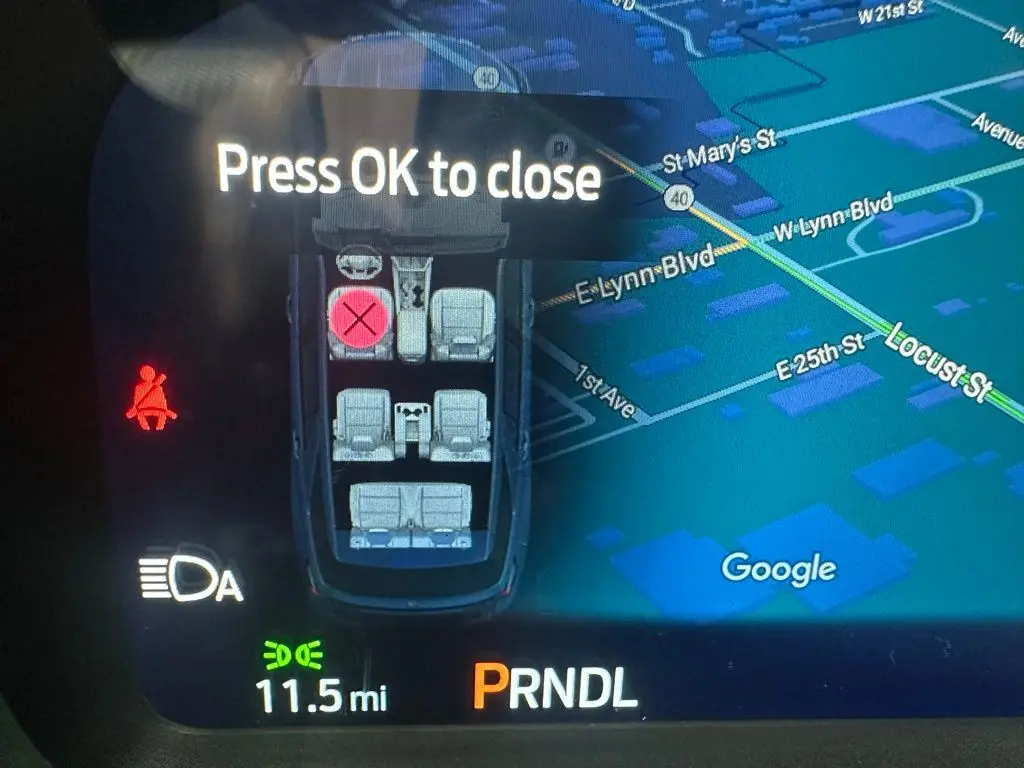 W 21st St
40
Avenue
St Mary's St
Press OK to close
40
W Lynn Blvd
E Lynn Blvd
E 25th St
Locust St
1st Ave
Google
A
11.5 mi
PRNDL